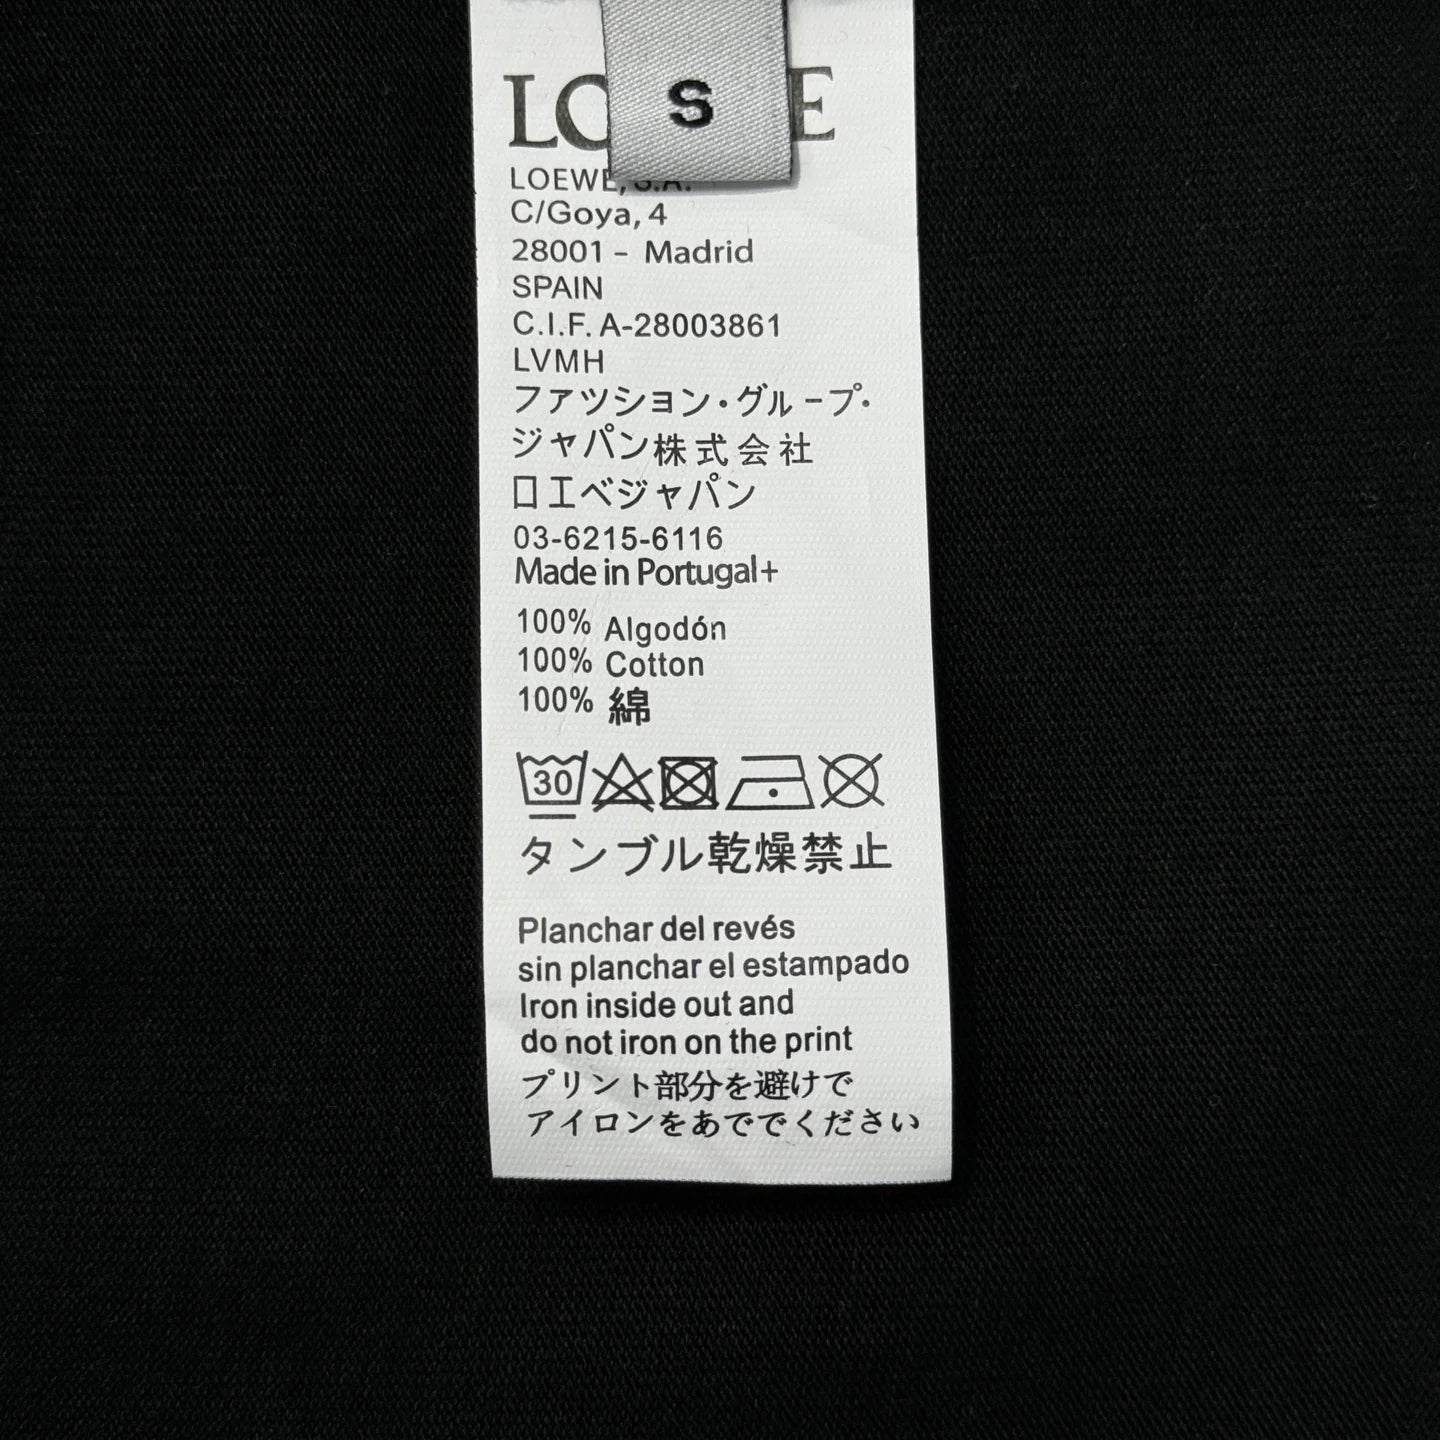 S
LOEWE
LOEWE, S.A.
C/Goya, 4
28001 - Madrid
SPAIN
C.I.F. A-28003861
LVMH
ファツション・グループ・
ジャパン株式会社
ロエベジャパン
03-6215-6116
Made in Portugal+
100% Algodón
100% Cotton
100% 綿
30
タンブル乾燥禁止
Planchar del revés
sin planchar el estampado
Iron inside out and
do not iron on the print
プリント部分を避けで
アイロンをあででください